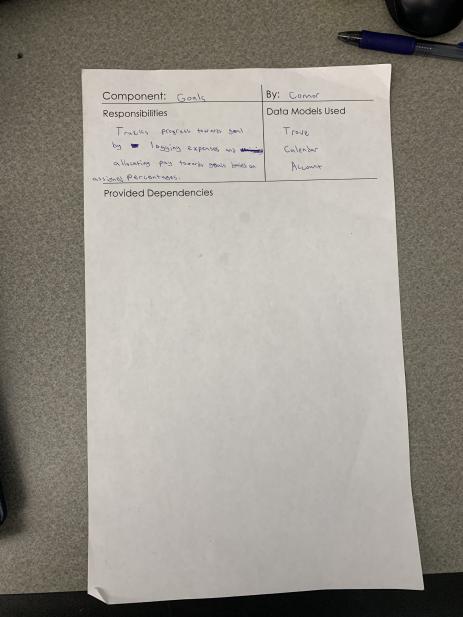 Component: Goals
By: Connor
Responsibilities
Tracks progress towards goal
by logging expenses and
allocating pay towards goals based on
assigned percentages.
Data Models Used
Trove
Calendar
Account
Provided Dependencies